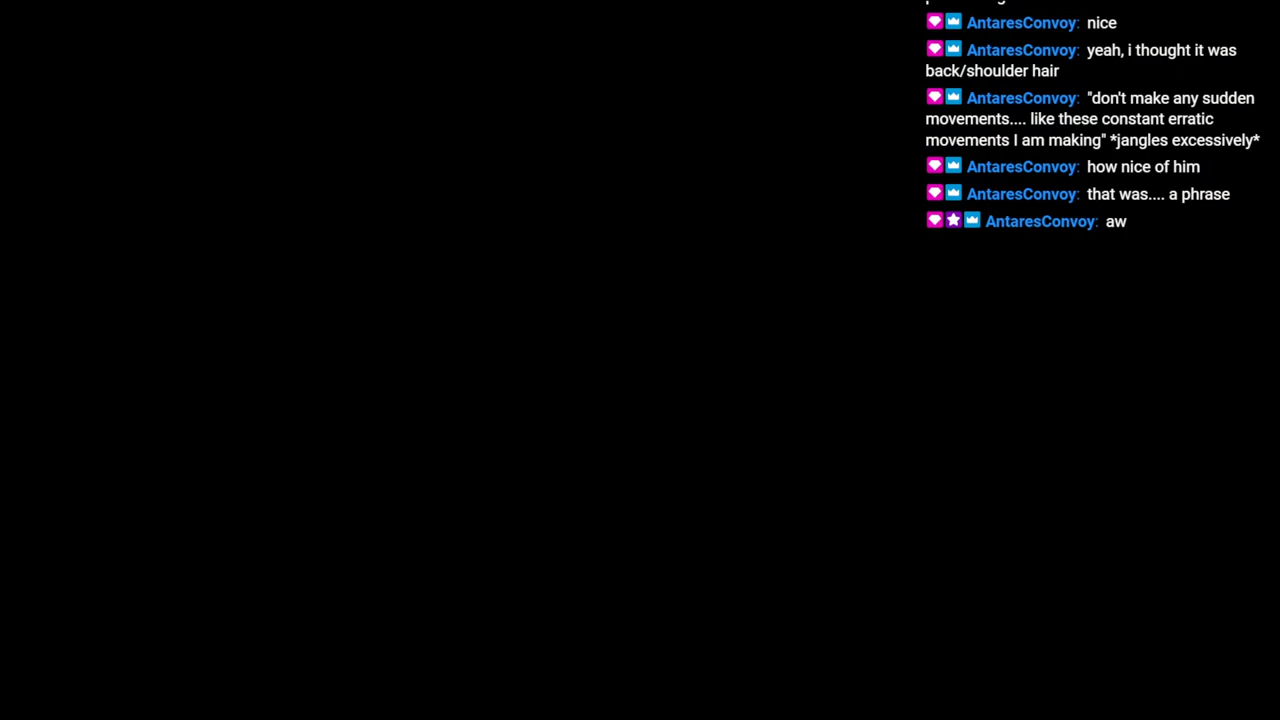 AntaresConvoy: nice
AntaresConvoy: yeah, i thought it was
back/shoulder hair
AntaresConvoy: "don't make any sudden
movements.... like these constant erratic
movements I am making" *jangles excessively*
AntaresConvoy: how nice of him
AntaresConvoy: that was.... a phrase
AntaresConvoy: aw